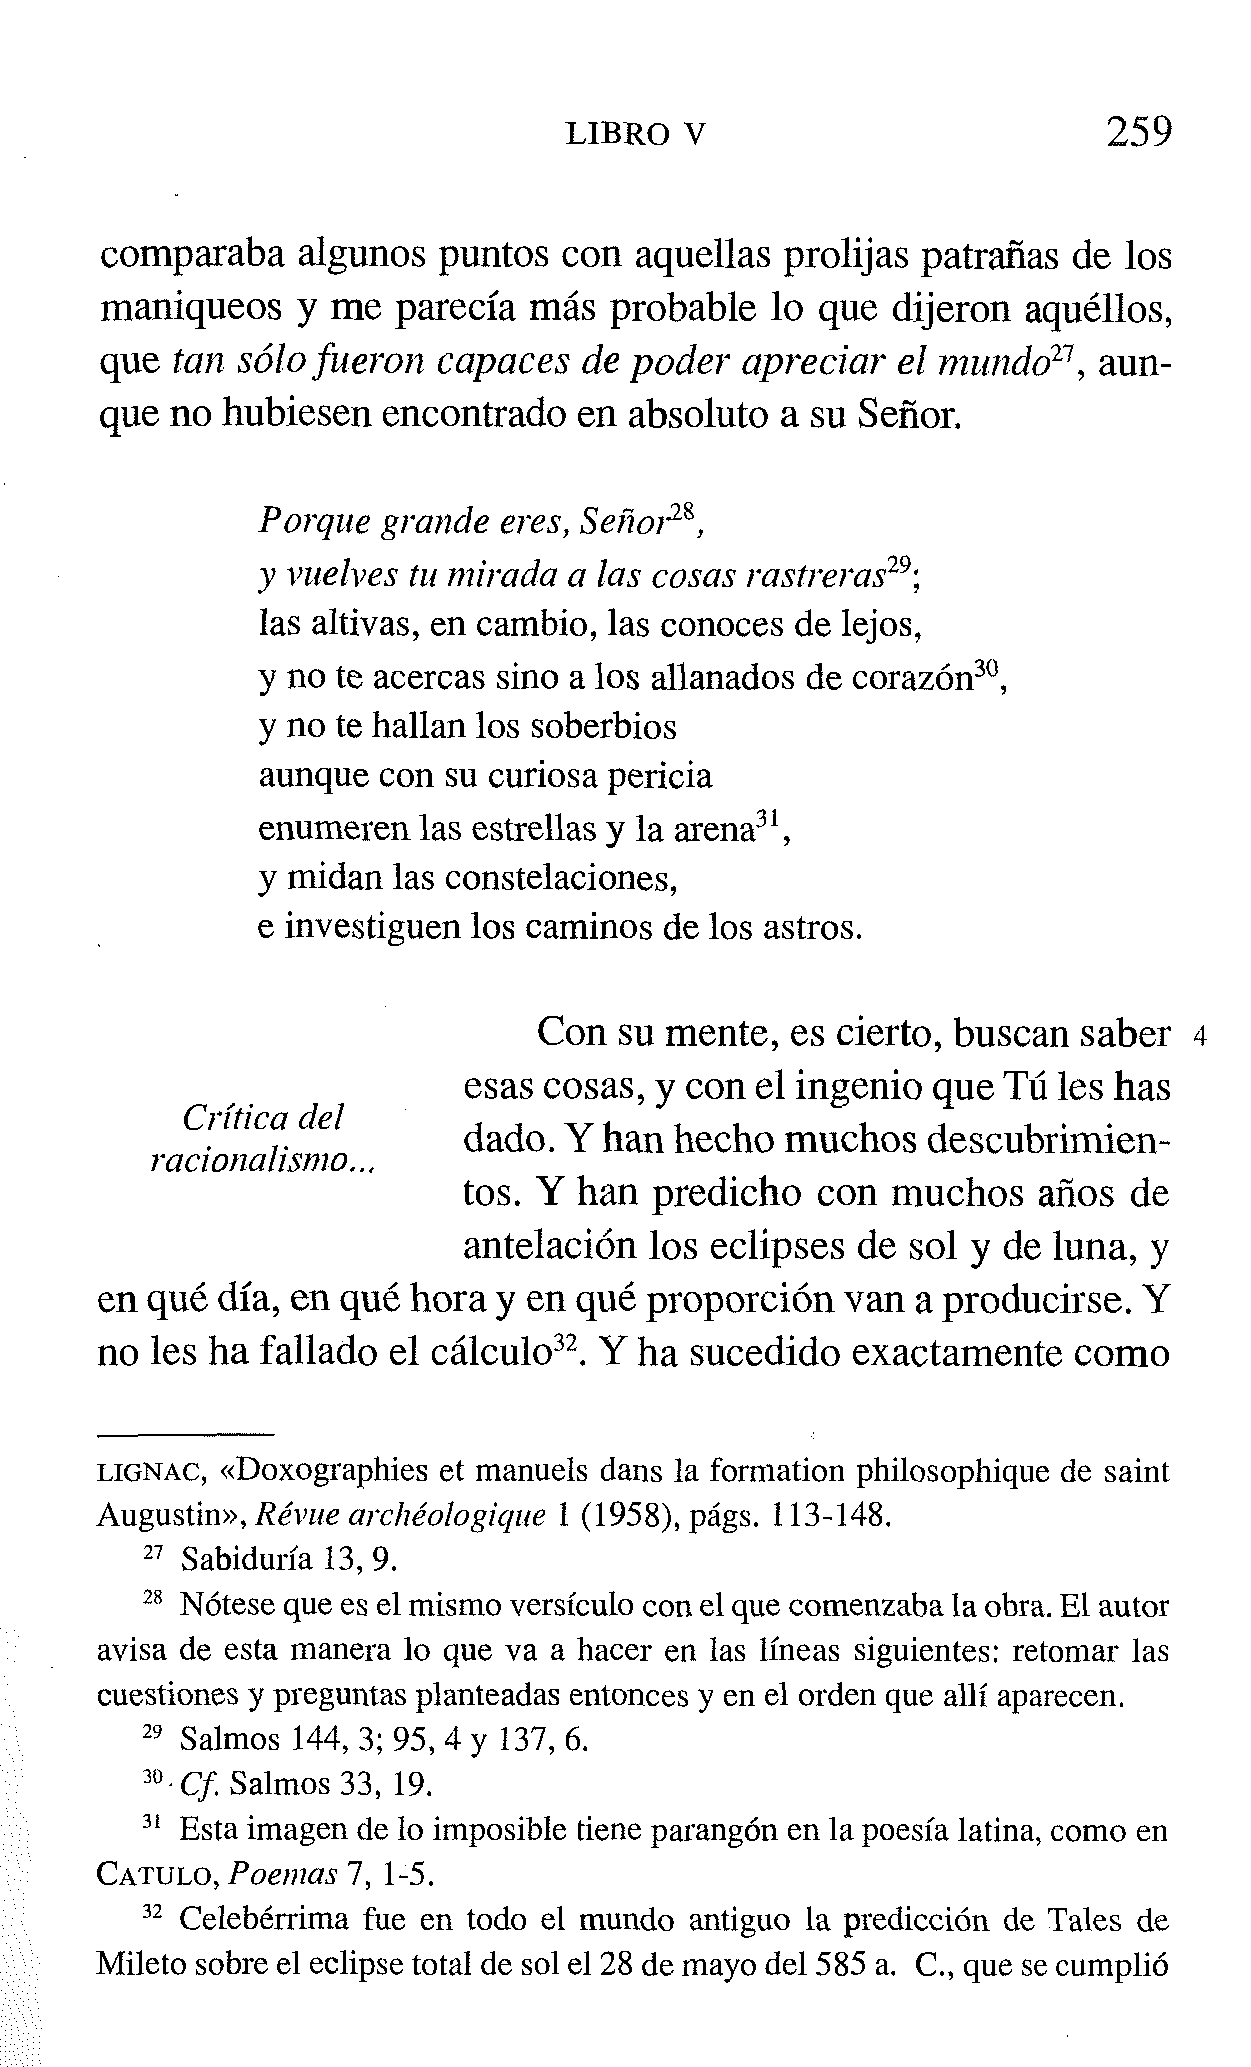 LIBRO V 259
comparaba algunos puntos con aquellas prolijas patrañas de los
maniqueos y me parecía más probable lo que dijeron aquéllos,
que tan sólo fueron capaces de poder apreciar el mundo²⁷, aun-
que no hubiesen encontrado en absoluto a su Señor.
Porque grande eres, Señor²⁸,
y vuelves tu mirada a las cosas rastreras²⁹;
las altivas, en cambio, las conoces de lejos,
y no te acercas sino a los allanados de corazón³⁰,
y no te hallan los soberbios
aunque con su curiosa pericia
enumeren las estrellas y la arena³¹,
y midan las constelaciones,
e investiguen los caminos de los astros.
Crítica del
racionalismo...
Con su mente, es cierto, buscan saber 4
esas cosas, y con el ingenio que Tú les has
dado. Y han hecho muchos descubrimien-
tos. Y han predicho con muchos años de
antelación los eclipses de sol y de luna, y
en qué día, en qué hora y en qué proporción van a producirse. Y
no les ha fallado el cálculo³². Y ha sucedido exactamente como
LIGNAC, «Doxographies et manuels dans la formation philosophique de saint
Augustin», Révue archéologique 1 (1958), págs. 113-148.
²⁷ Sabiduría 13, 9.
²⁸ Nótese que es el mismo versículo con el que comenzaba la obra. El autor
avisa de esta manera lo que va a hacer en las líneas siguientes: retomar las
cuestiones y preguntas planteadas entonces y en el orden que allí aparecen.
²⁹ Salmos 144, 3; 95, 4 y 137, 6.
³⁰ Cf. Salmos 33, 19.
³¹ Esta imagen de lo imposible tiene parangón en la poesía latina, como en
CATULO, Poemas 7, 1-5.
³² Celebérrima fue en todo el mundo antiguo la predicción de Tales de
Mileto sobre el eclipse total de sol el 28 de mayo del 585 a. C., que se cumplió